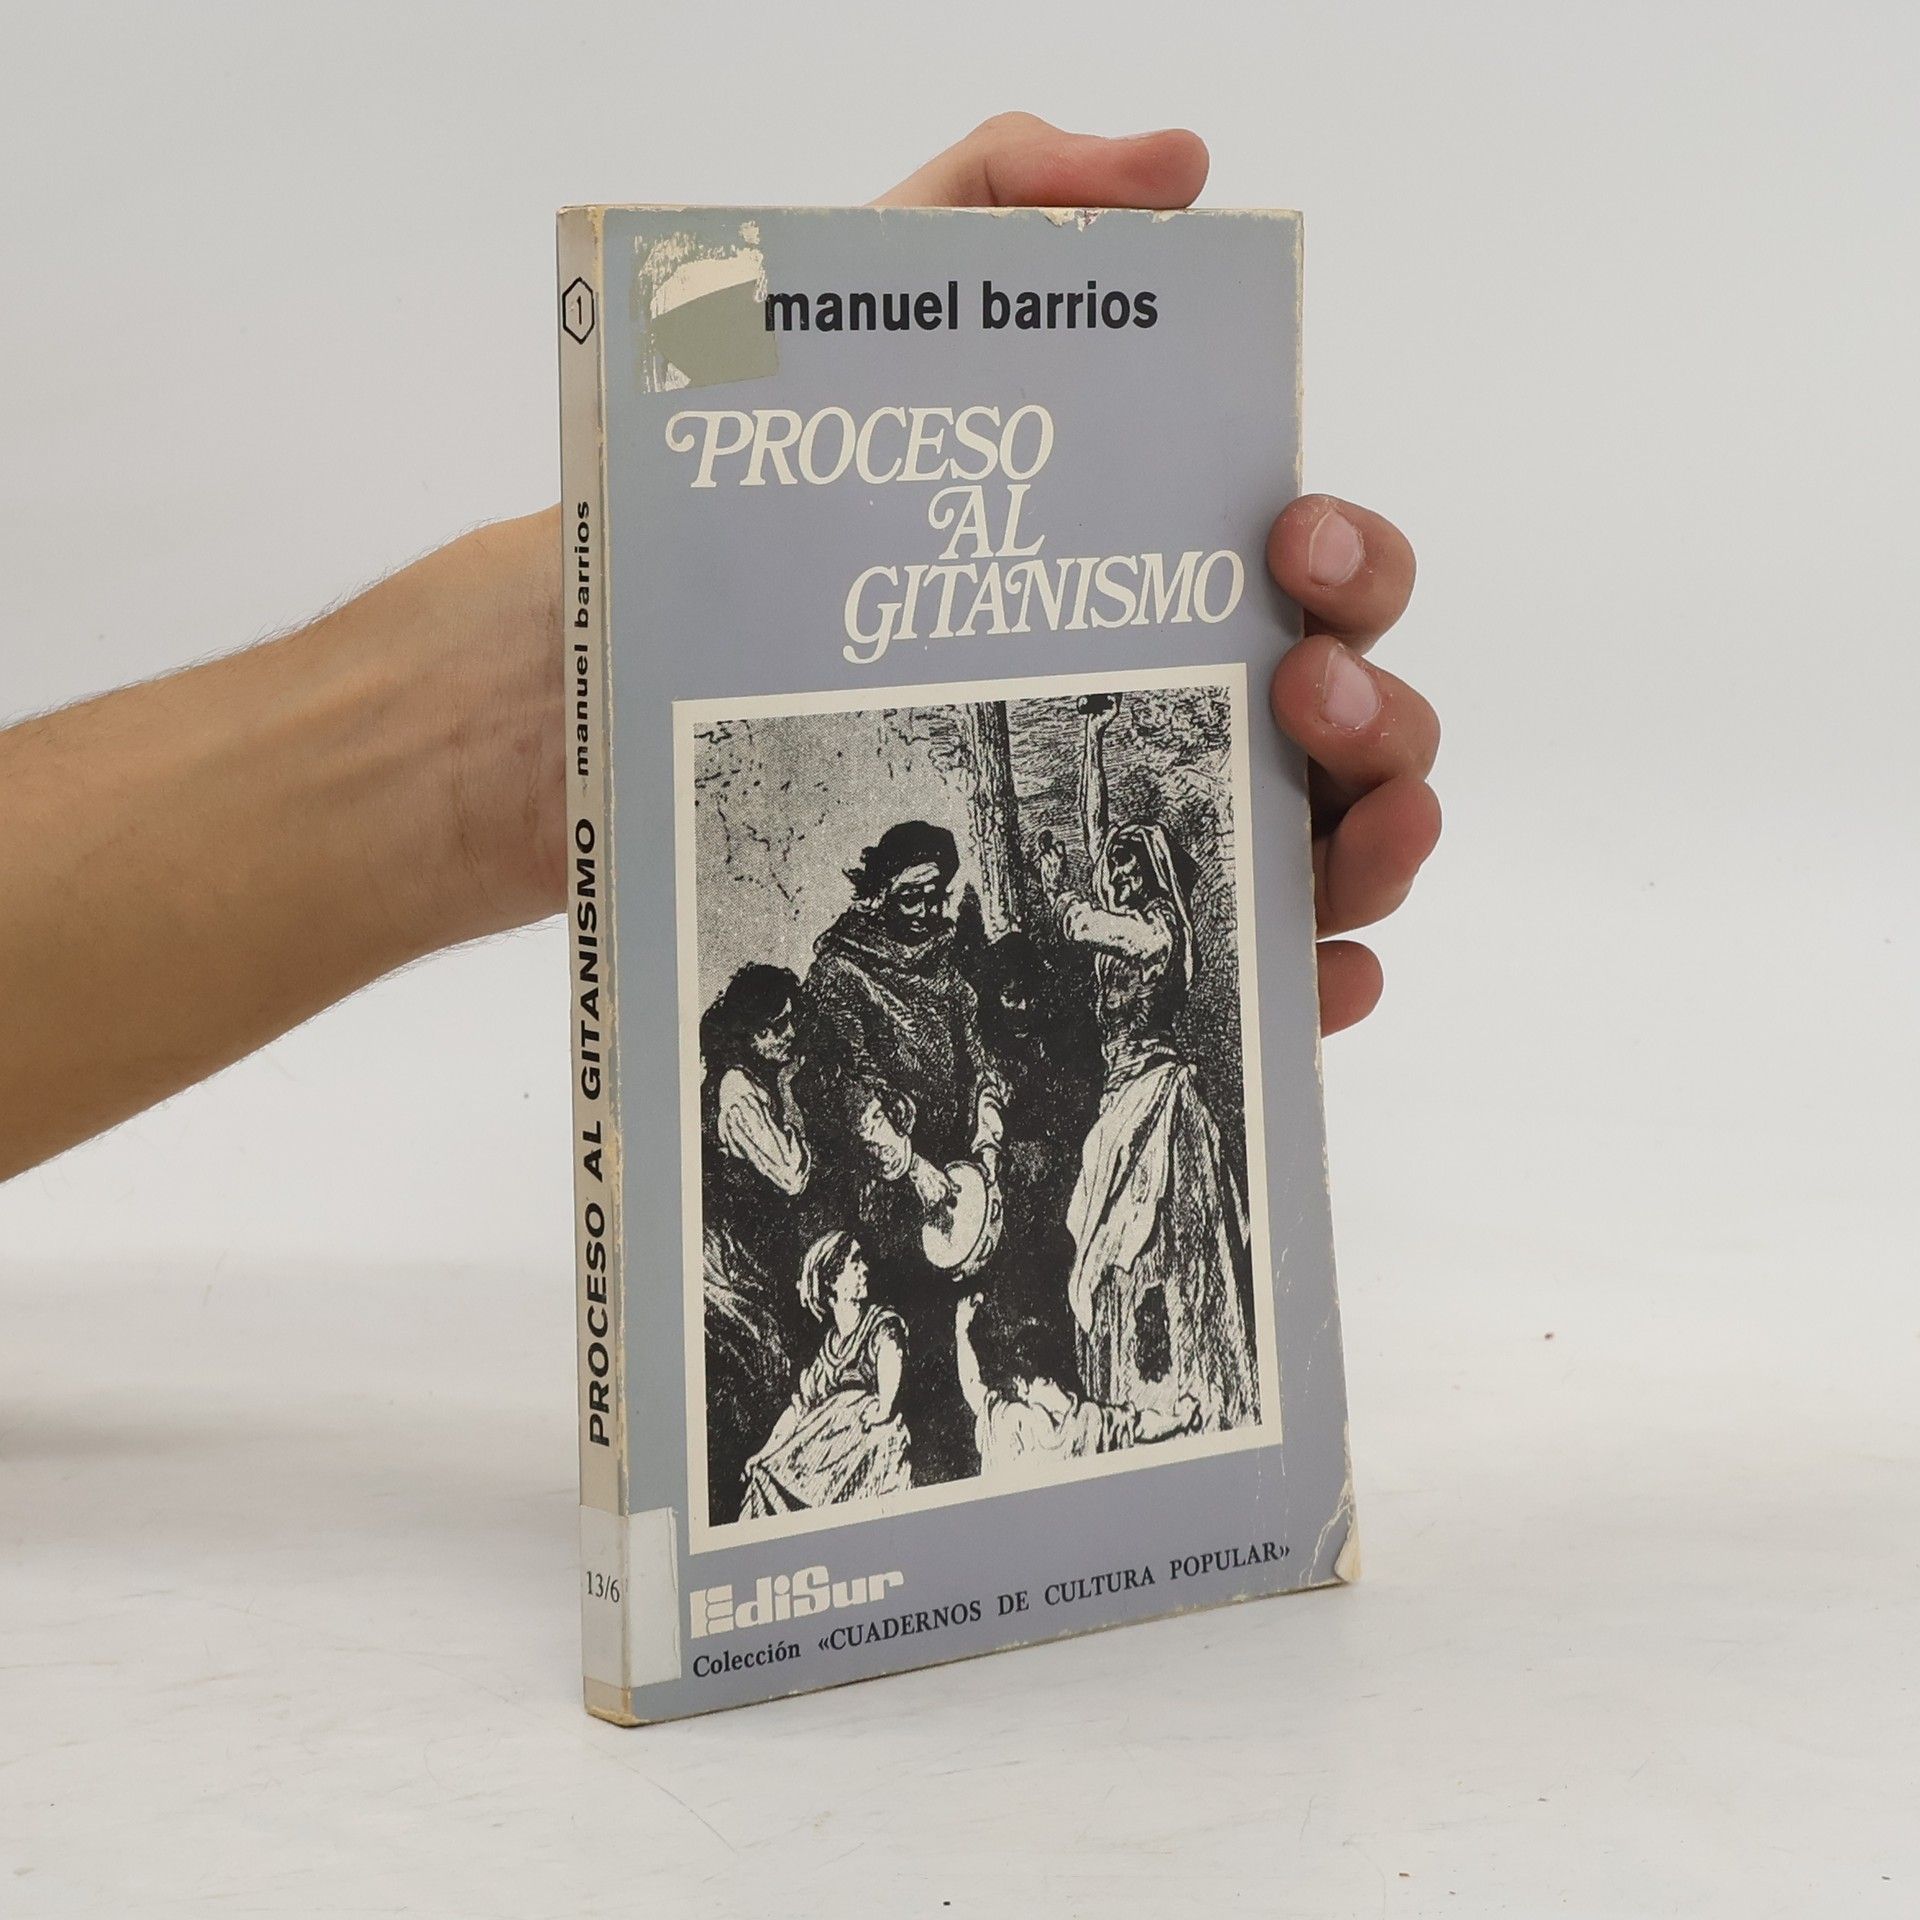 manuel barrios
PROCESO
AL
GITANISMO
EdiSur
Colección «CUADERNOS DE CULTURA POPULAR»
1
PROCESO AL GITANISMO manuel barrios
13/6